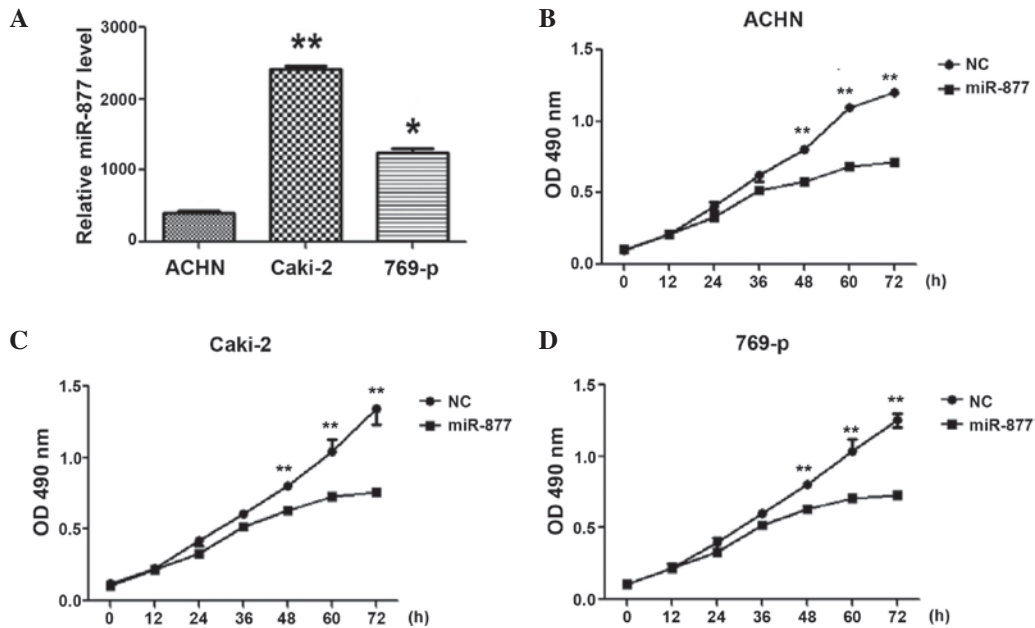 A
Relative miR-877 level
3000
2000
1000
0
**
*
ACHN
Caki-2
769-p
B
ACHN
OD 490 nm
1.5
1.0
0.5
0.0
**
**
**
NC
miR-877
0 12 24 36 48 60 72 (h)
C
Caki-2
OD 490 nm
1.5
1.0
0.5
0.0
**
**
**
NC
miR-877
0 12 24 36 48 60 72 (h)
D
769-p
OD 490 nm
1.5
1.0
0.5
0.0
**
**
**
NC
miR-877
0 12 24 36 48 60 72 (h)